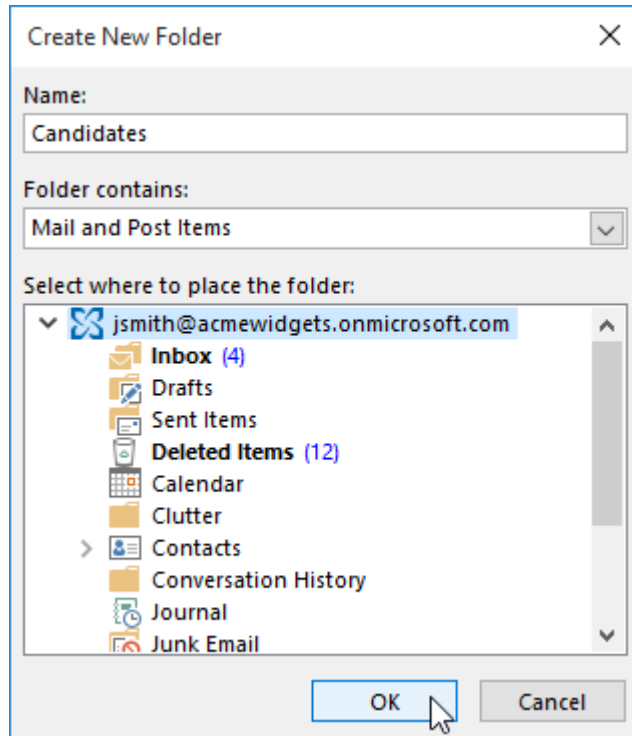 Create New Folder
Name:
Candidates
Folder contains:
Mail and Post Items
Select where to place the folder:
jsmith@acmewidgets.onmicrosoft.com
Inbox (4)
Drafts
Sent Items
Deleted Items (12)
Calendar
Clutter
Contacts
Conversation History
Journal
Junk Email
OK Cancel